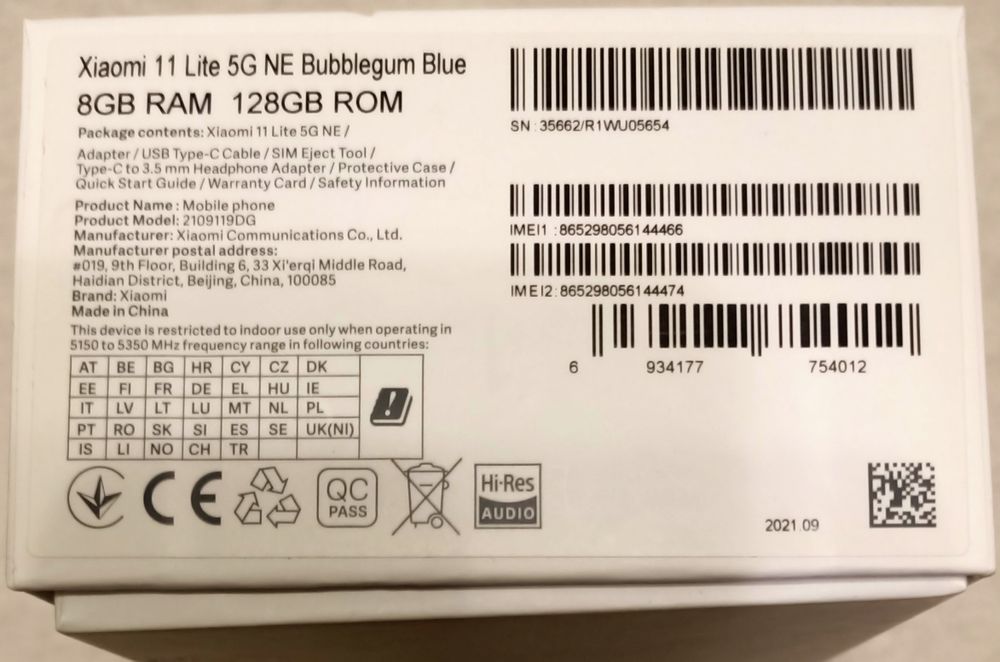 Xiaomi 11 Lite 5G NE Bubblegum Blue
8GB RAM 128GB ROM
Package contents: Xiaomi 11 Lite 5G NE /
Adapter / USB Type-C Cable / SIM Eject Tool /
Type-C to 3.5 mm Headphone Adapter / Protective Case /
Quick Start Guide / Warranty Card / Safety Information
Product Name : Mobile phone
Product Model: 2109119DG
Manufacturer: Xiaomi Communications Co., Ltd.
Manufacturer postal address:
#019, 9th Floor, Building 6, 33 Xi'erqi Middle Road,
Haidian District, Beijing, China, 100085
Brand: Xiaomi
Made in China
This device is restricted to indoor use only when operating in
5150 to 5350 MHz frequency range in following countries:
AT BE BG HR CY CZ DK
EE FI FR DE EL HU IE
IT LV LT LU MT NL PL
PT RO SK SI ES SE UK(NI)
IS LI NO CH TR
CE
QC
PASS
Hi-Res
AUDIO
SN : 35662/R1WU05654
IMEI1 : 865298056144466
IMEI2: 865298056144474
6 934177 754012
2021.09